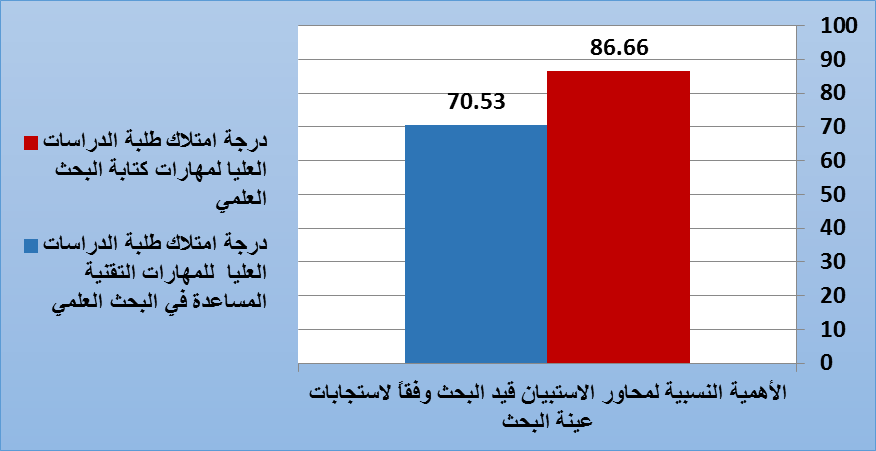 100
90
80
70
60
50
40
30
20
10
0
86.66
70.53
الأهمية النسبية لمحاور الاستبيان قيد البحث وفقاً لاستجابات
عينة البحث
درجة امتلاك طلبة الدراسات
العليا لمهارات كتابة البحث
العلمي
درجة امتلاك طلبة الدراسات
العليا للمهارات التقنية
المساعدة في البحث العلمي